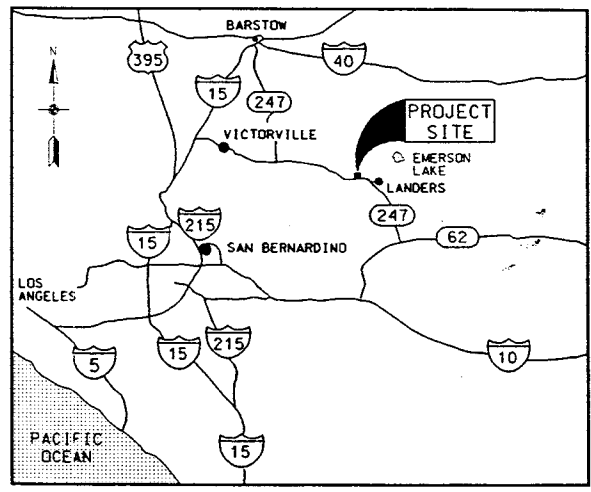 BARSTOW
N
395
40
15
247
PROJECT
SITE
VICTORVILLE
EMERSON
LAKE
LANDERS
247
215
15
62
SAN BERNARDINO
LOS
ANGELES
5
15
215
10
PACIFIC
OCEAN
15